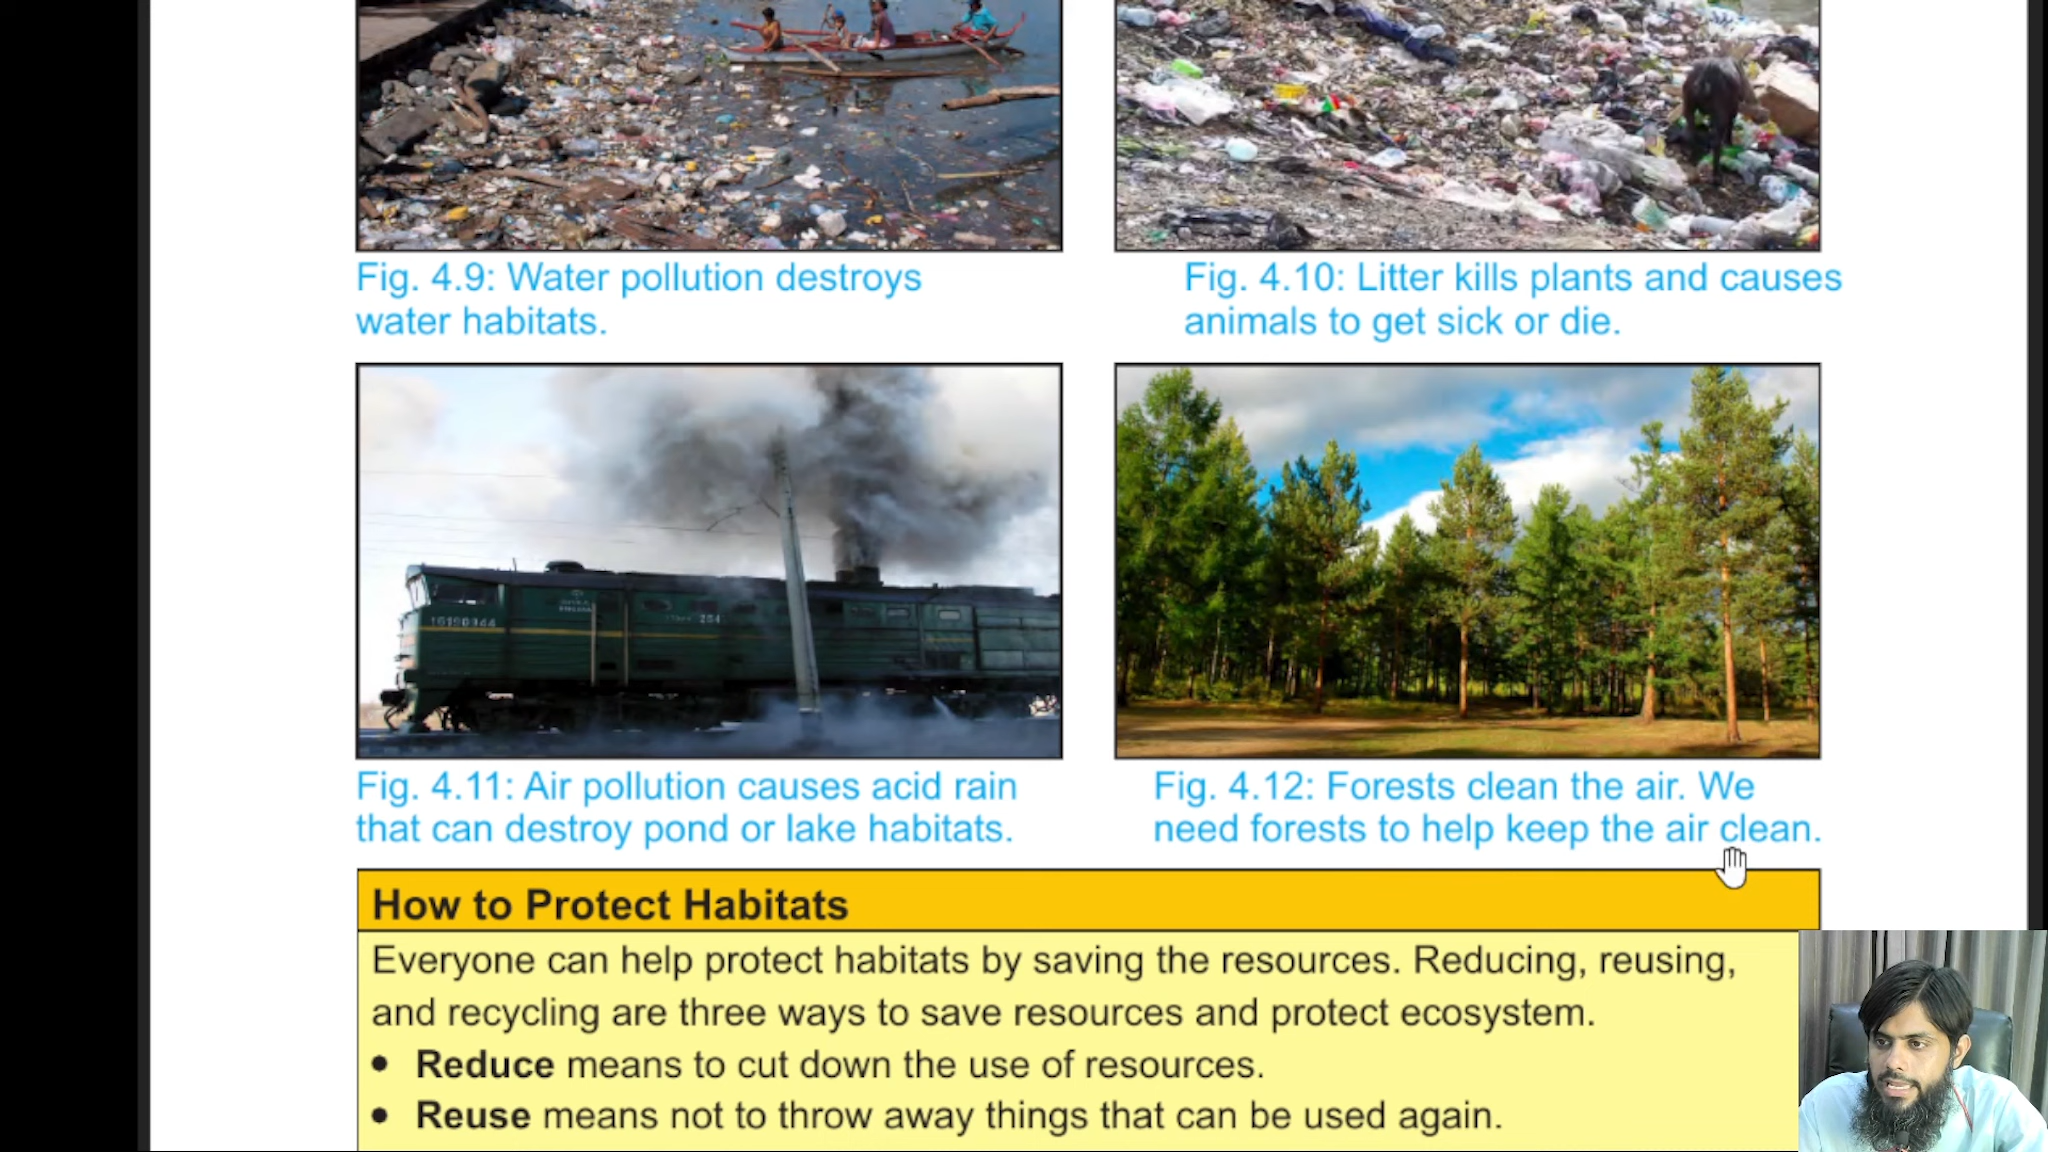 Fig. 4.9: Water pollution destroys
water habitats.
Fig. 4.10: Litter kills plants and causes
animals to get sick or die.
Fig. 4.11: Air pollution causes acid rain
that can destroy pond or lake habitats.
Fig. 4.12: Forests clean the air. We
need forests to help keep the air clean.
How to Protect Habitats
Everyone can help protect habitats by saving the resources. Reducing, reusing,
and recycling are three ways to save resources and protect ecosystem.
• Reduce means to cut down the use of resources.
• Reuse means not to throw away things that can be used again.